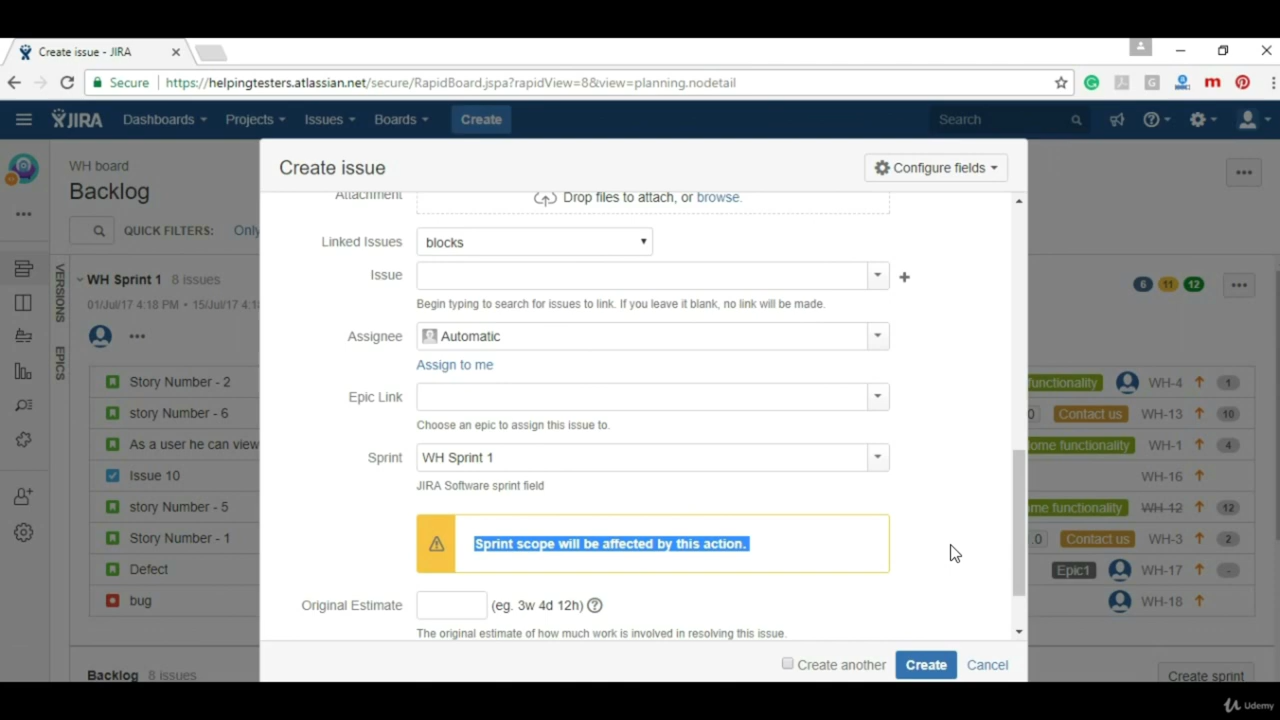 Create issue - JIRA
Secure https://helpingtesters.atlassian.net/secure/RapidBoard.jspa?rapidView=8&view=planning.nodetail
JIRA Dashboards Projects Issues Boards Create Search
WH board
Backlog
QUICK FILTERS: Only
VERSIONS
EPICS
WH Sprint 1 8 issues
01/Jul/17 4:18 PM • 15/Jul/17 4:1
Story Number - 2
story Number - 6
As a user he can view
Issue 10
story Number - 5
Story Number - 1
Defect
bug
Backlog 8 issues
Create issue
Configure fields
Attachment
Drop files to attach, or browse.
Linked Issues blocks
Issue
Begin typing to search for issues to link. If you leave it blank, no link will be made.
Assignee Automatic
Assign to me
Epic Link
Choose an epic to assign this issue to.
Sprint WH Sprint 1
JIRA Software sprint field
Sprint scope will be affected by this action.
Original Estimate (eg. 3w 4d 12h)
The original estimate of how much work is involved in resolving this issue.
Create another Create Cancel
6 11 12
functionality WH-4 1
0 Contact us WH-13 10
ome functionality WH-1 4
WH-16
me functionality WH-12 12
.0 Contact us WH-3 2
Epic1 WH-17 -
WH-18
Create sprint
Udemy